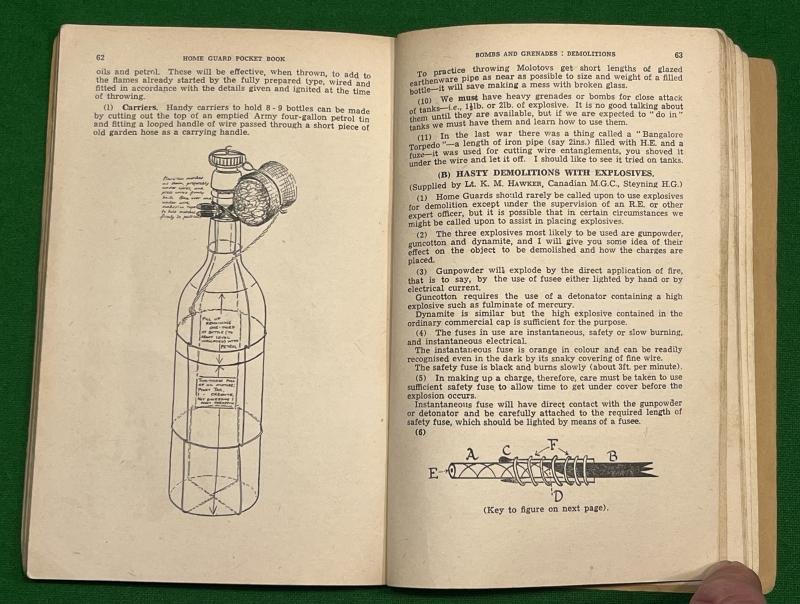 62 HOME GUARD POCKET BOOK
oils and petrol. These will be effective, when thrown, to add to
the flames already started by the fully prepared type, wired and
fitted in accordance with the details given and ignited at the time
of throwing.
(1) Carriers. Handy carriers to hold 8 - 9 bottles can be made
by cutting out the top of an emptied Army four-gallon petrol tin
and fitting a looped handle of wire passed through a short piece of
old garden hose as a carrying handle.
BOMBS AND GRENADES : DEMOLITIONS 63
To practice throwing Molotovs get short lengths of glazed
earthenware pipe as near as possible to size and weight of a filled
bottle—it will save making a mess with broken glass.
(10) We must have heavy grenades or bombs for close attack
of tanks—i.e., 1½lb. or 2lb. of explosive. It is no good talking about
them until they are available, but if we are expected to "do in"
tanks we must have them and learn how to use them.
(11) In the last war there was a thing called a "Bangalore
Torpedo"—a length of iron pipe (say 2ins.) filled with H.E. and a
fuze—it was used for cutting wire entanglements, you shoved it
under the wire and let it off. I should like to see it tried on tanks.
(B) HASTY DEMOLITIONS WITH EXPLOSIVES.
(Supplied by Lt. K. M. HAWKER, Canadian M.G.C., Steyning H.G.)
(1) Home Guards should rarely be called upon to use explosives
for demolition except under the supervision of an R.E. or other
expert officer, but it is possible that in certain circumstances we
might be called upon to assist in placing explosives.
(2) The three explosives most likely to be used are gunpowder,
guncotton and dynamite, and I will give you some idea of their
effect on the object to be demolished and how the charges are
placed.
(3) Gunpowder will explode by the direct application of fire,
that is to say, by the use of fusee either lighted by hand or by
electrical current.
Guncotton requires the use of a detonator containing a high
explosive such as fulminate of mercury.
Dynamite is similar but the high explosive contained in the
ordinary commercial cap is sufficient for the purpose.
(4) The fuses in use are instantaneous, safety or slow burning,
and instantaneous electrical.
The instantaneous fuse is orange in colour and can be readily
recognised even in the dark by its snaky covering of fine wire.
The safety fuse is black and burns slowly (about 3ft. per minute).
(5) In making up a charge, therefore, care must be taken to use
sufficient safety fuse to allow time to get under cover before the
explosion occurs.
Instantaneous fuse will have direct contact with the gunpowder
or detonator and be carefully attached to the required length of
safety fuse, which should be lighted by means of a fusee.
(6)
A C F B
E
D
(Key to figure on next page).